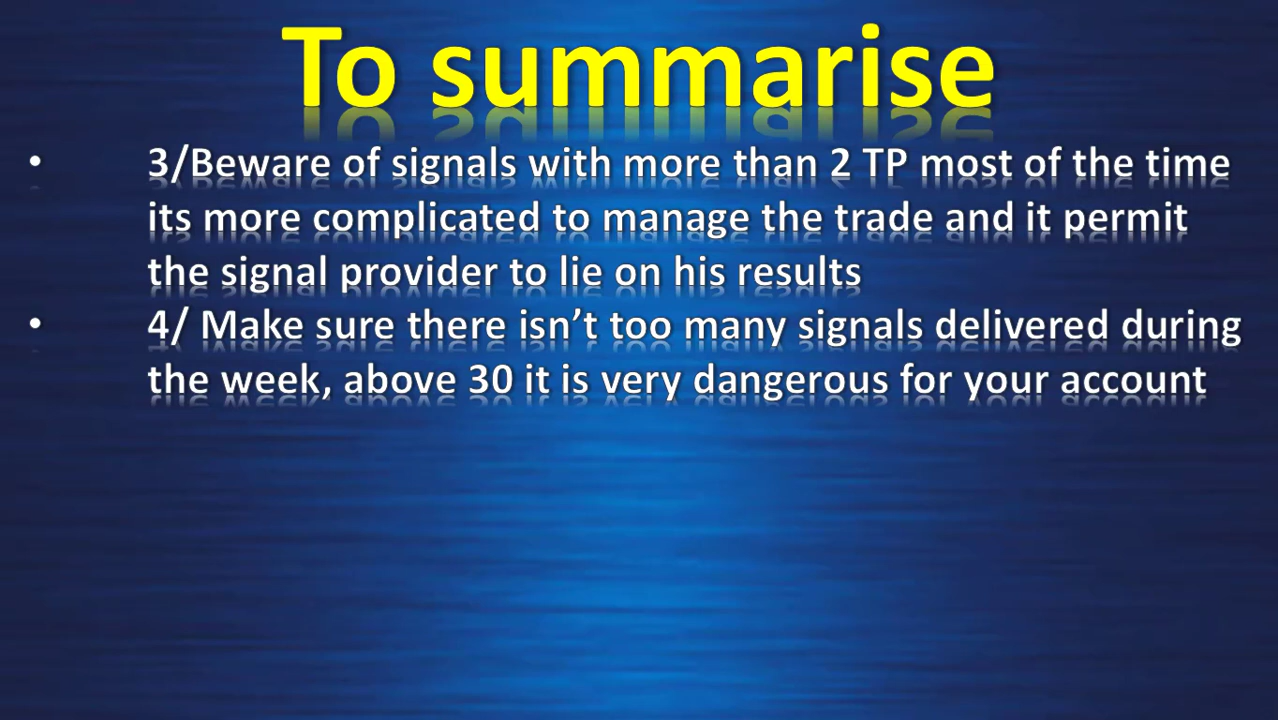 To summarise
• 3/Beware of signals with more than 2 TP most of the time
its more complicated to manage the trade and it permit
the signal provider to lie on his results
• 4/ Make sure there isn’t too many signals delivered during
the week, above 30 it is very dangerous for your account